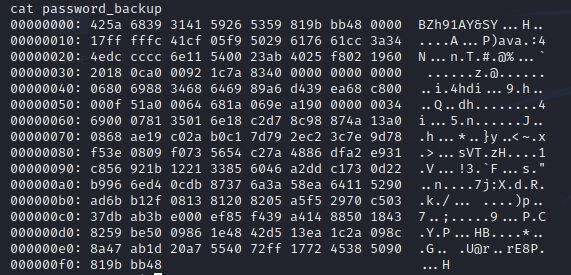 cat password_backup
00000000: 425a 6839 3141 5926 5359 819b bb48 0000  BZh91AY&SY...H..
00000010: 17ff fffc 41cf 05f9 5029 6176 61cc 3a34  ....A...P)ava.:4
00000020: 4edc cccc 6e11 5400 23ab 4025 f802 1960  N...n.T.#.@%...`
00000030: 2018 0ca0 0092 1c7a 8340 0000 0000 0000   ......z.@......
00000040: 0680 6988 3468 6469 89a6 d439 ea68 c800  ..i.4hdi...9.h..
00000050: 000f 51a0 0064 681a 069e a190 0000 0034  ..Q..dh........4
00000060: 6900 0781 3501 6e18 c2d7 8c98 874a 13a0  i...5.n......J..
00000070: 0868 ae19 c02a b0c1 7d79 2ec2 3c7e 9d78  .h...*..}y..<~.x
00000080: f53e 0809 f073 5654 c27a 4886 dfa2 e931  .>...sVT.zH....1
00000090: c856 921b 1221 3385 6046 a2dd c173 0d22  .V...!3.`F...s."
000000a0: b996 6ed4 0cdb 8737 6a3a 58ea 6411 5290  ..n....7j:X.d.R.
000000b0: ad6b b12f 0813 8120 8205 a5f5 2970 c503  .k./... ....)p..
000000c0: 37db ab3b e000 ef85 f439 a414 8850 1843  7..;.....9...P.C
000000d0: 8259 be50 0986 1e48 42d5 13ea 1c2a 098c  .Y.P...HB....*..
000000e0: 8a47 ab1d 20a7 5540 72ff 1772 4538 5090  .G.. .U@r..rE8P.
000000f0: 819b bb48                                ...H